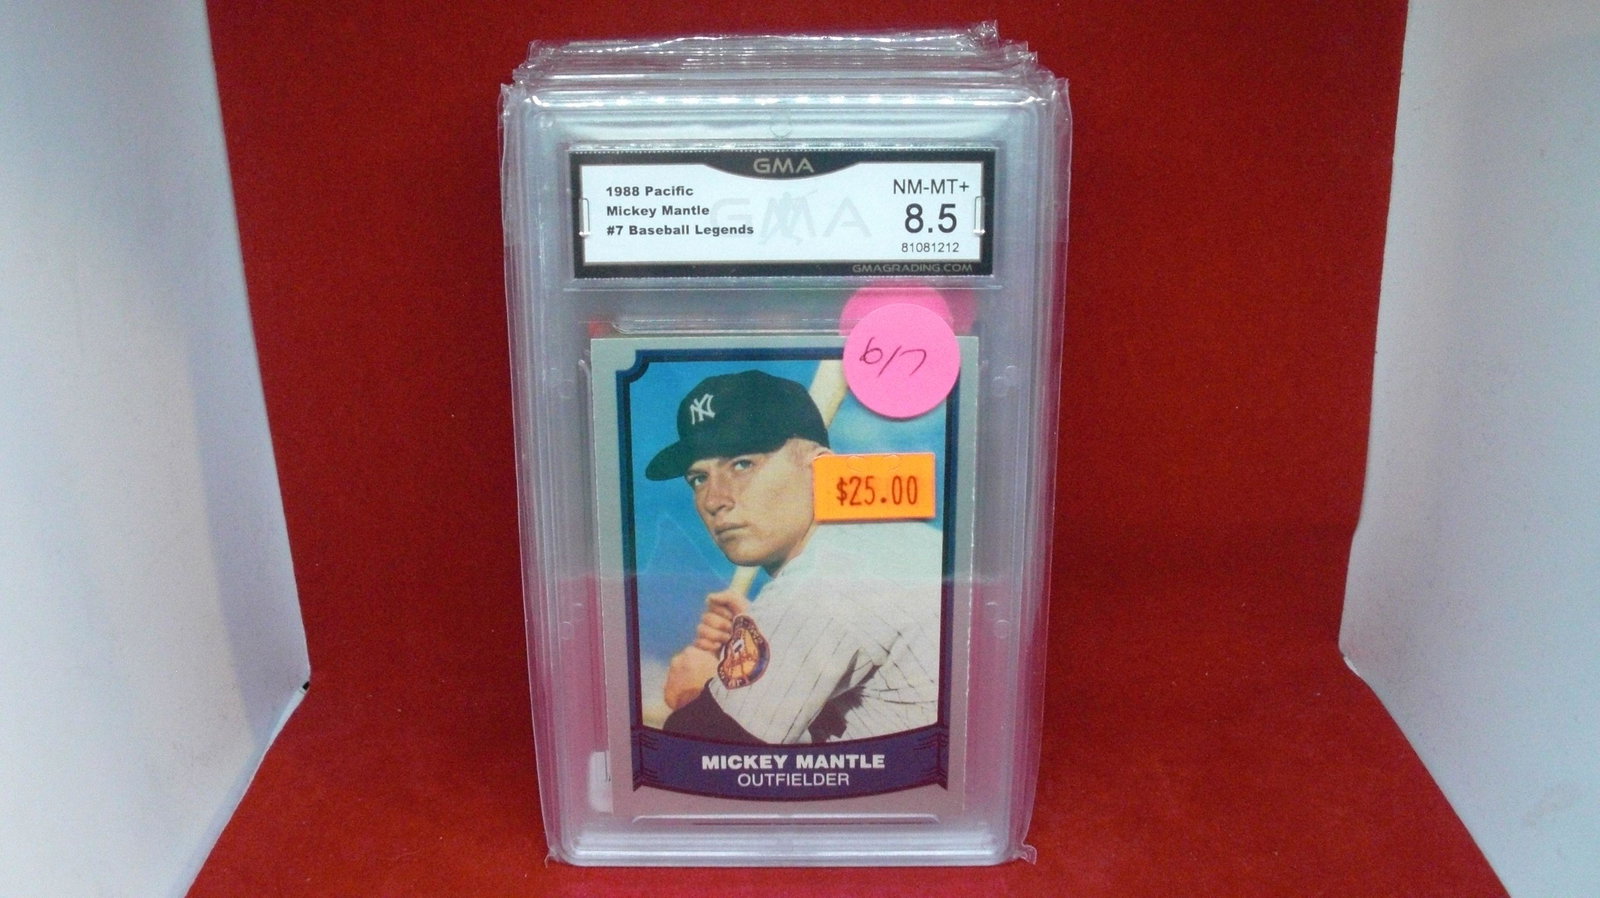 GMA
1988 Pacific
Mickey Mantle
#7 Baseball Legends
NM-MT+
8.5
81081212
GMA
GMAGRADING.COM
6/7
NY
$25.00
MICKEY MANTLE
OUTFIELDER